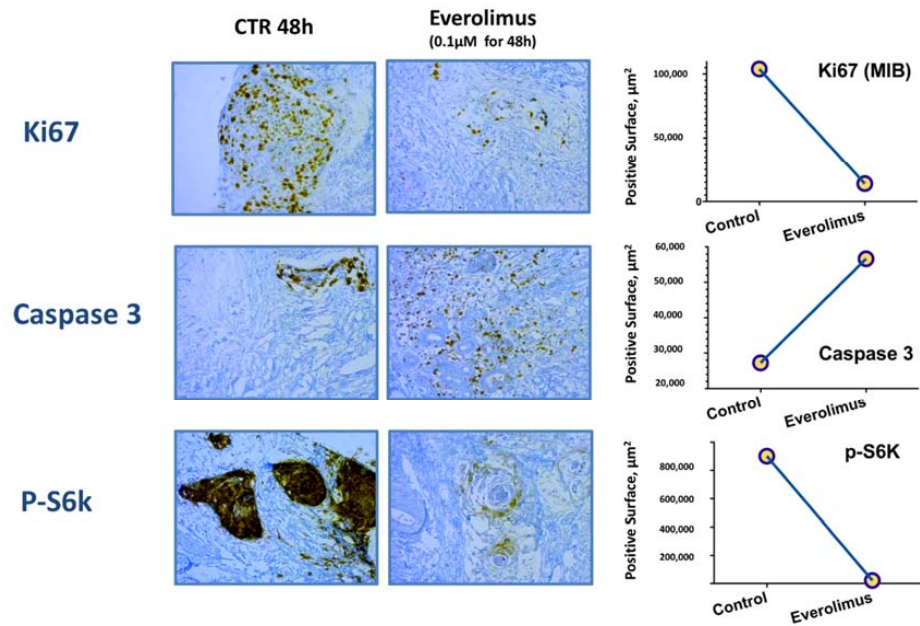 CTR 48h
Everolimus
(0.1µM for 48h)
Ki67
Positive Surface, µm²
100,000
50,000
0
Ki67 (MIB)
Control
Everolimus
Caspase 3
Positive Surface, µm²
60,000
50,000
40,000
30,000
20,000
Caspase 3
Control
Everolimus
P-S6k
Positive Surface, µm²
800,000
600,000
400,000
200,000
0
p-S6K
Control
Everolimus